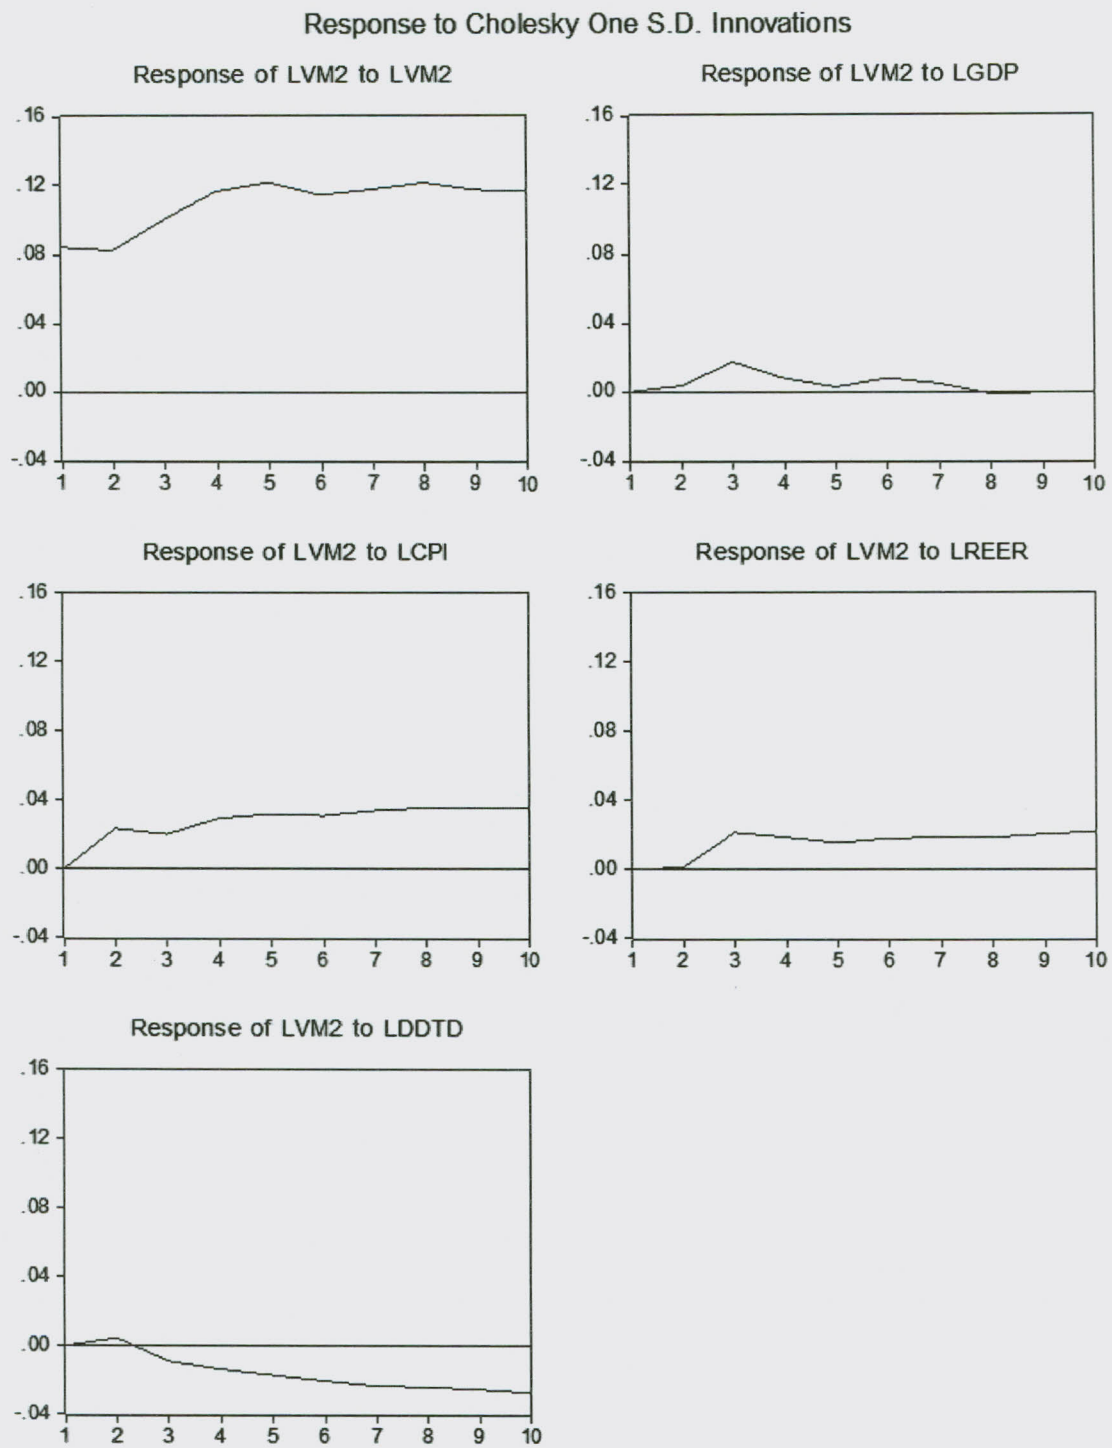 Response to Cholesky One S.D. Innovations
Response of LVM2 to LVM2
.16
.12
.08
.04
.00
-.04
1 2 3 4 5 6 7 8 9 10
Response of LVM2 to LGDP
.16
.12
.08
.04
.00
-.04
1 2 3 4 5 6 7 8 9 10
Response of LVM2 to LCPI
.16
.12
.08
.04
.00
-.04
1 2 3 4 5 6 7 8 9 10
Response of LVM2 to LREER
.16
.12
.08
.04
.00
-.04
1 2 3 4 5 6 7 8 9 10
Response of LVM2 to LDDTD
.16
.12
.08
.04
.00
-.04
1 2 3 4 5 6 7 8 9 10